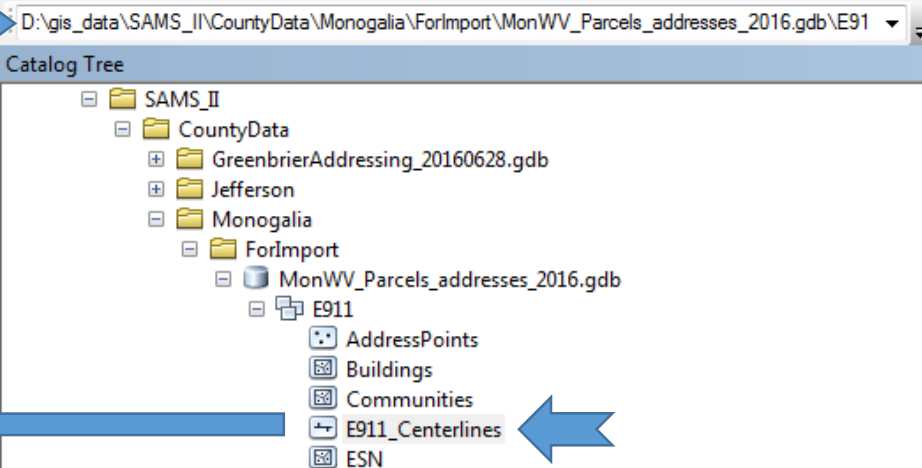 D:\gis_data\SAMS_II\CountyData\Monogalia\ForImport\MonWV_Parcels_addresses_2016.gdb\E91
Catalog Tree
SAMS_II
CountyData
GreenbrierAddressing_20160628.gdb
Jefferson
Monogalia
ForImport
MonWV_Parcels_addresses_2016.gdb
E911
AddressPoints
Buildings
Communities
E911_Centerlines
ESN